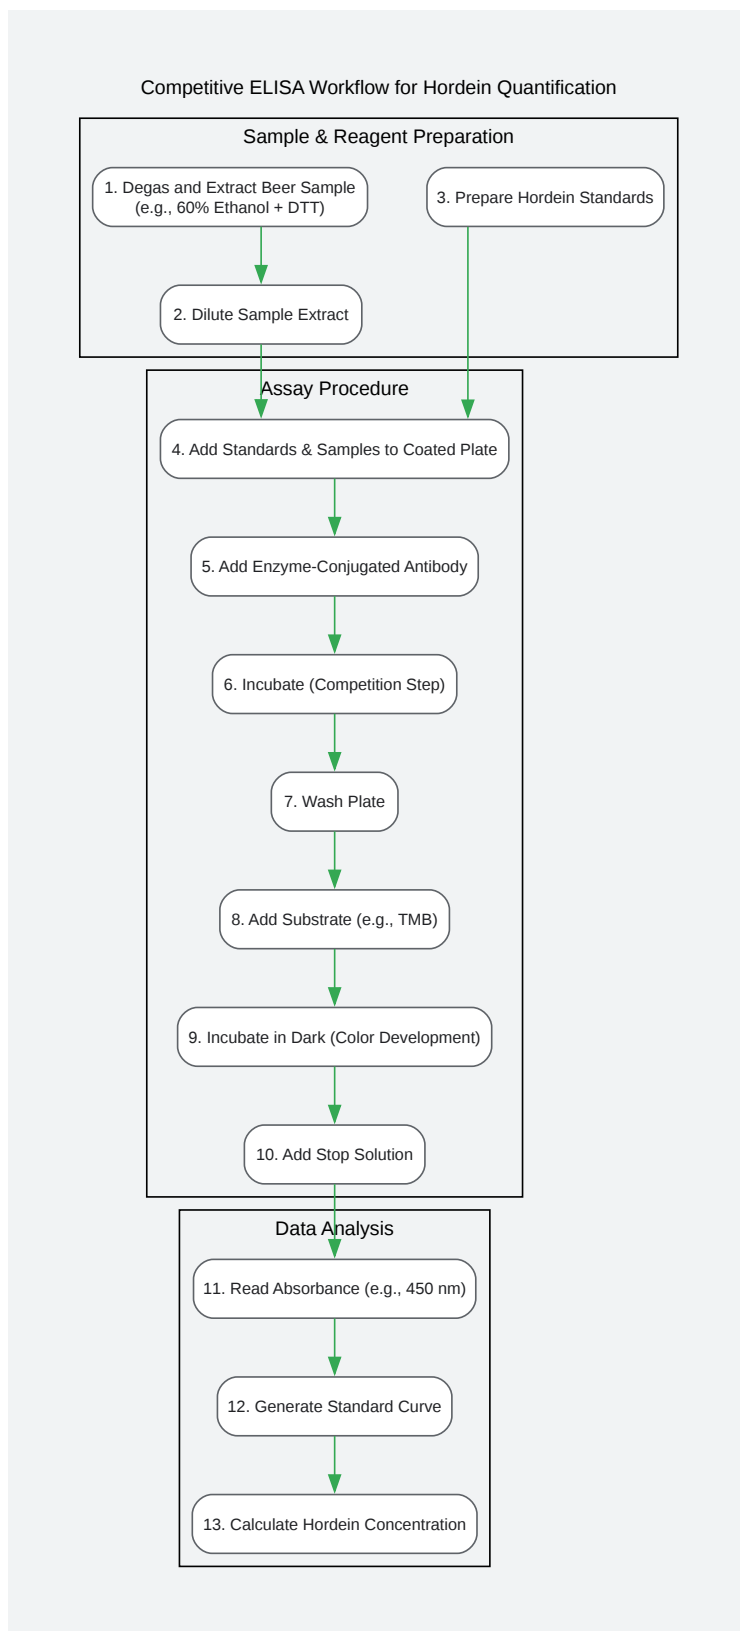 Competitive ELISA Workflow for Hordein Quantification
Sample & Reagent Preparation
1. Degas and Extract Beer Sample
(e.g., 60% Ethanol + DTT)
3. Prepare Hordein Standards
2. Dilute Sample Extract
Assay Procedure
4. Add Standards & Samples to Coated Plate
5. Add Enzyme-Conjugated Antibody
6. Incubate (Competition Step)
7. Wash Plate
8. Add Substrate (e.g., TMB)
9. Incubate in Dark (Color Development)
10. Add Stop Solution
Data Analysis
11. Read Absorbance (e.g., 450 nm)
12. Generate Standard Curve
13. Calculate Hordein Concentration